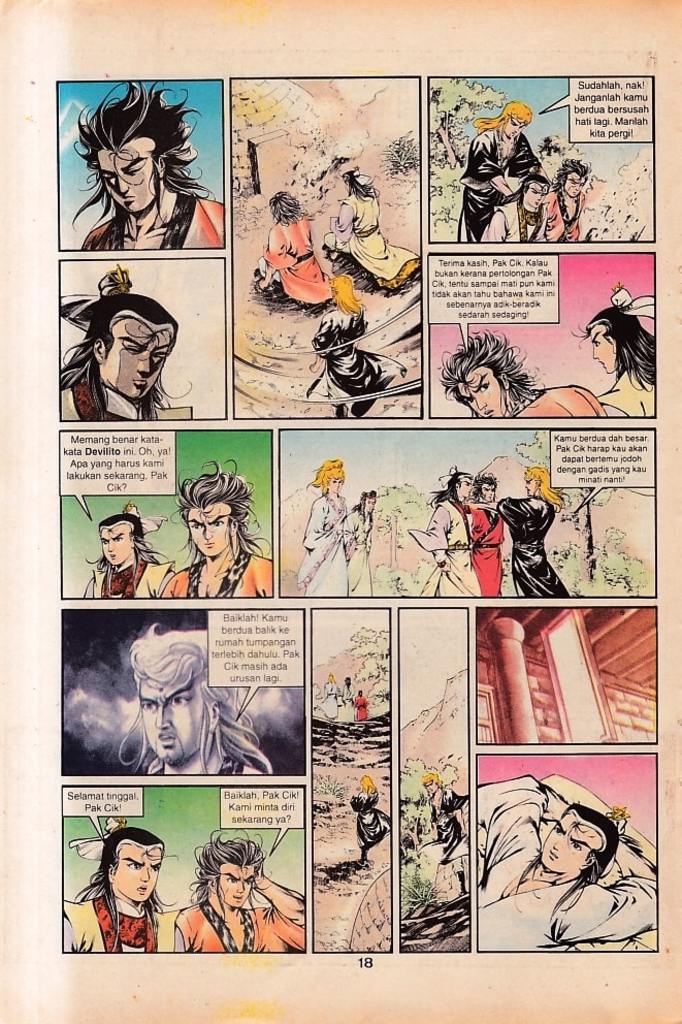 Sudahlah, nak!
Janganlah kamu
berdua bersusah
hati lagi. Marilah
kita pergi!
Terima kasih, Pak Cik. Kalau
bukan kerana pertolongan Pak
Cik, tentu sampai mati pun kami
tidak akan tahu bahawa kami ini
sebenarnya adik-beradik
sedarah sedaging!
Memang benar kata-
kata Devilito ini. Oh, ya!
Apa yang harus kami
lakukan sekarang, Pak
Cik?
Kamu berdua dah besar.
Pak Cik harap kau akan
dapat bertemu jodoh
dengan gadis yang kau
minati nanti!
Baiklah! Kamu
berdua balik ke
rumah tumpangan
terlebih dahulu. Pak
Cik masih ada
urusan lagi.
Selamat tinggal,
Pak Cik!
Baiklah, Pak Cik!
Kami minta diri
sekarang ya?
18